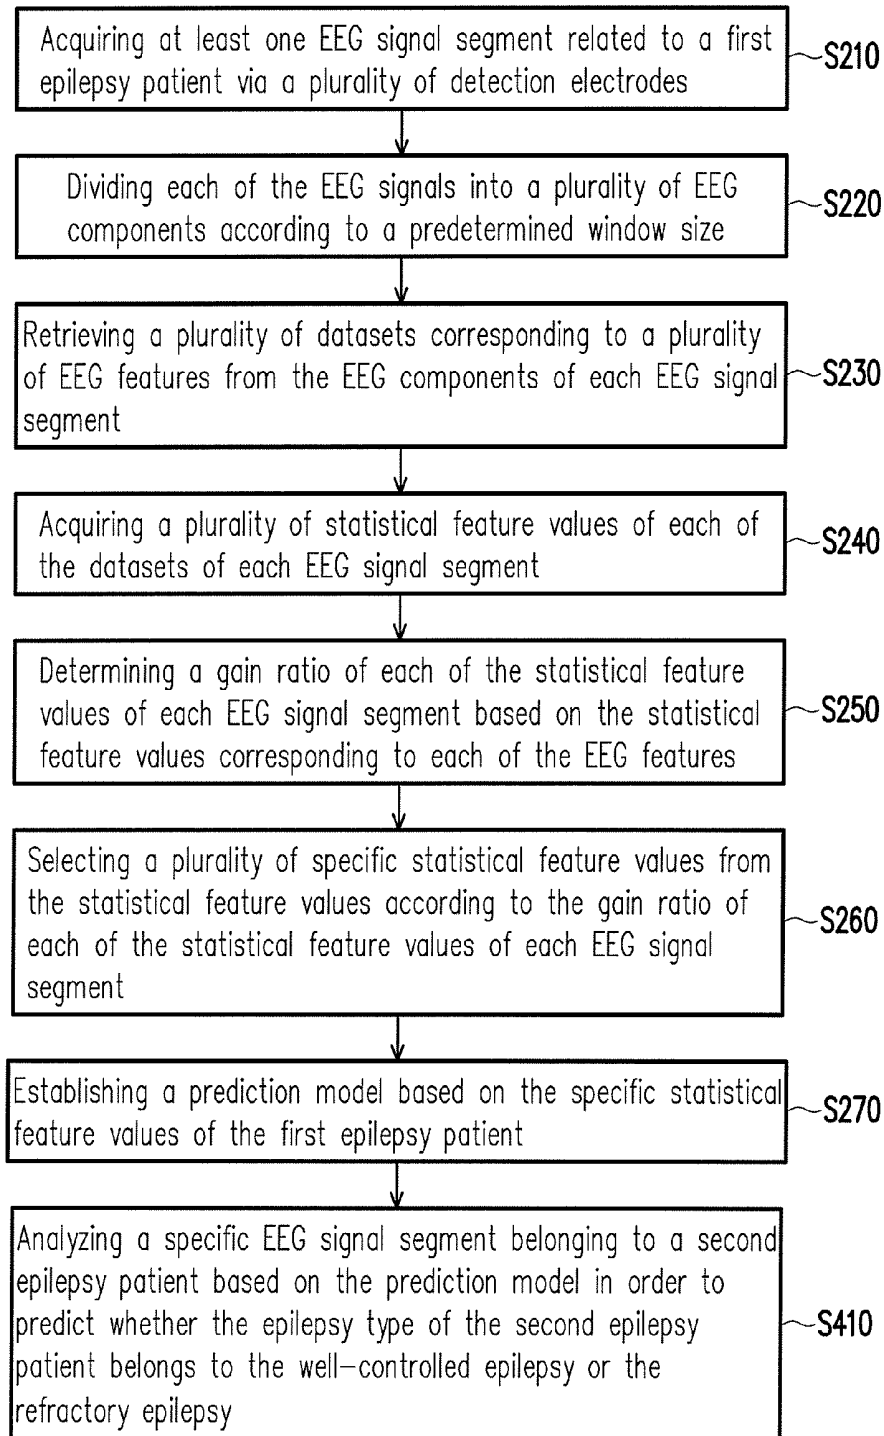 Acquiring at least one EEG signal segment related to a first
epilepsy patient via a plurality of detection electrodes
S210
Dividing each of the EEG signals into a plurality of EEG
components according to a predetermined window size
S220
Retrieving a plurality of datasets corresponding to a plurality
of EEG features from the EEG components of each EEG signal
segment
S230
Acquiring a plurality of statistical feature values of each of
the datasets of each EEG signal segment
S240
Determining a gain ratio of each of the statistical feature
values of each EEG signal segment based on the statistical
feature values corresponding to each of the EEG features
S250
Selecting a plurality of specific statistical feature values from
the statistical feature values according to the gain ratio of
each of the statistical feature values of each EEG signal
segment
S260
Establishing a prediction model based on the specific statistical
feature values of the first epilepsy patient
S270
Analyzing a specific EEG signal segment belonging to a second
epilepsy patient based on the prediction model in order to
predict whether the epilepsy type of the second epilepsy
patient belongs to the well-controlled epilepsy or the
refractory epilepsy
S410